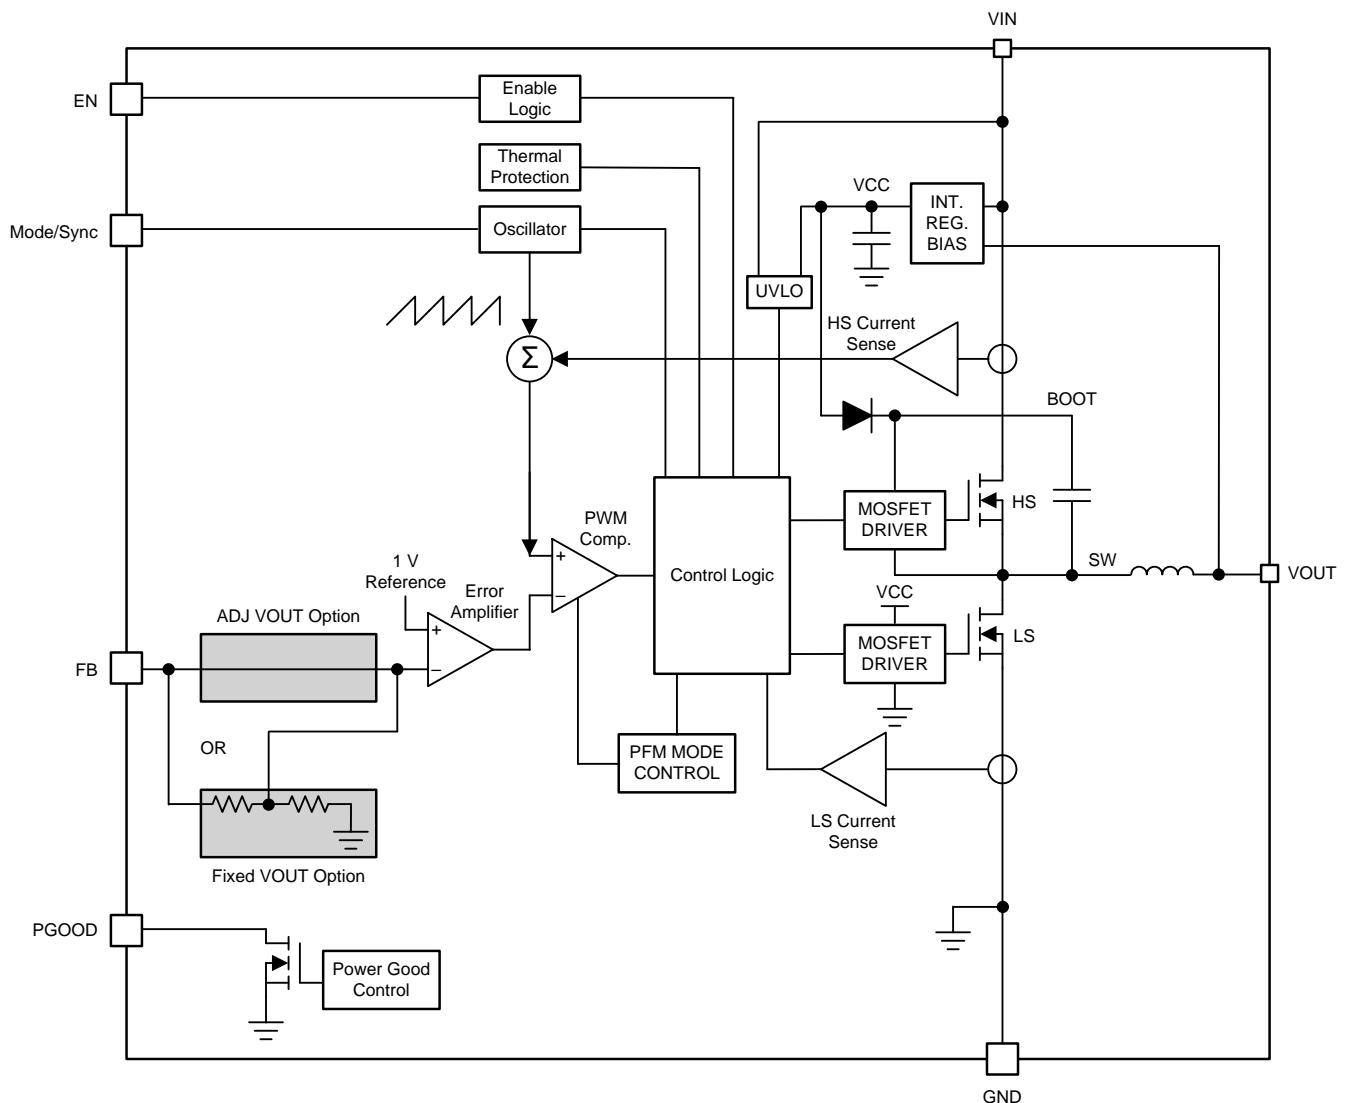 VIN
EN
Enable
Logic
Thermal
Protection
VCC
INT.
REG.
BIAS
Mode/Sync
Oscillator
UVLO
HS Current
Sense
Σ
BOOT
MOSFET
DRIVER
HS
PWM
Comp.
+
−
Control Logic
SW
VOUT
1 V
Reference
Error
Amplifier
+
−
VCC
MOSFET
DRIVER
LS
ADJ VOUT Option
FB
OR
PFM MODE
CONTROL
LS Current
Sense
Fixed VOUT Option
PGOOD
Power Good
Control
GND